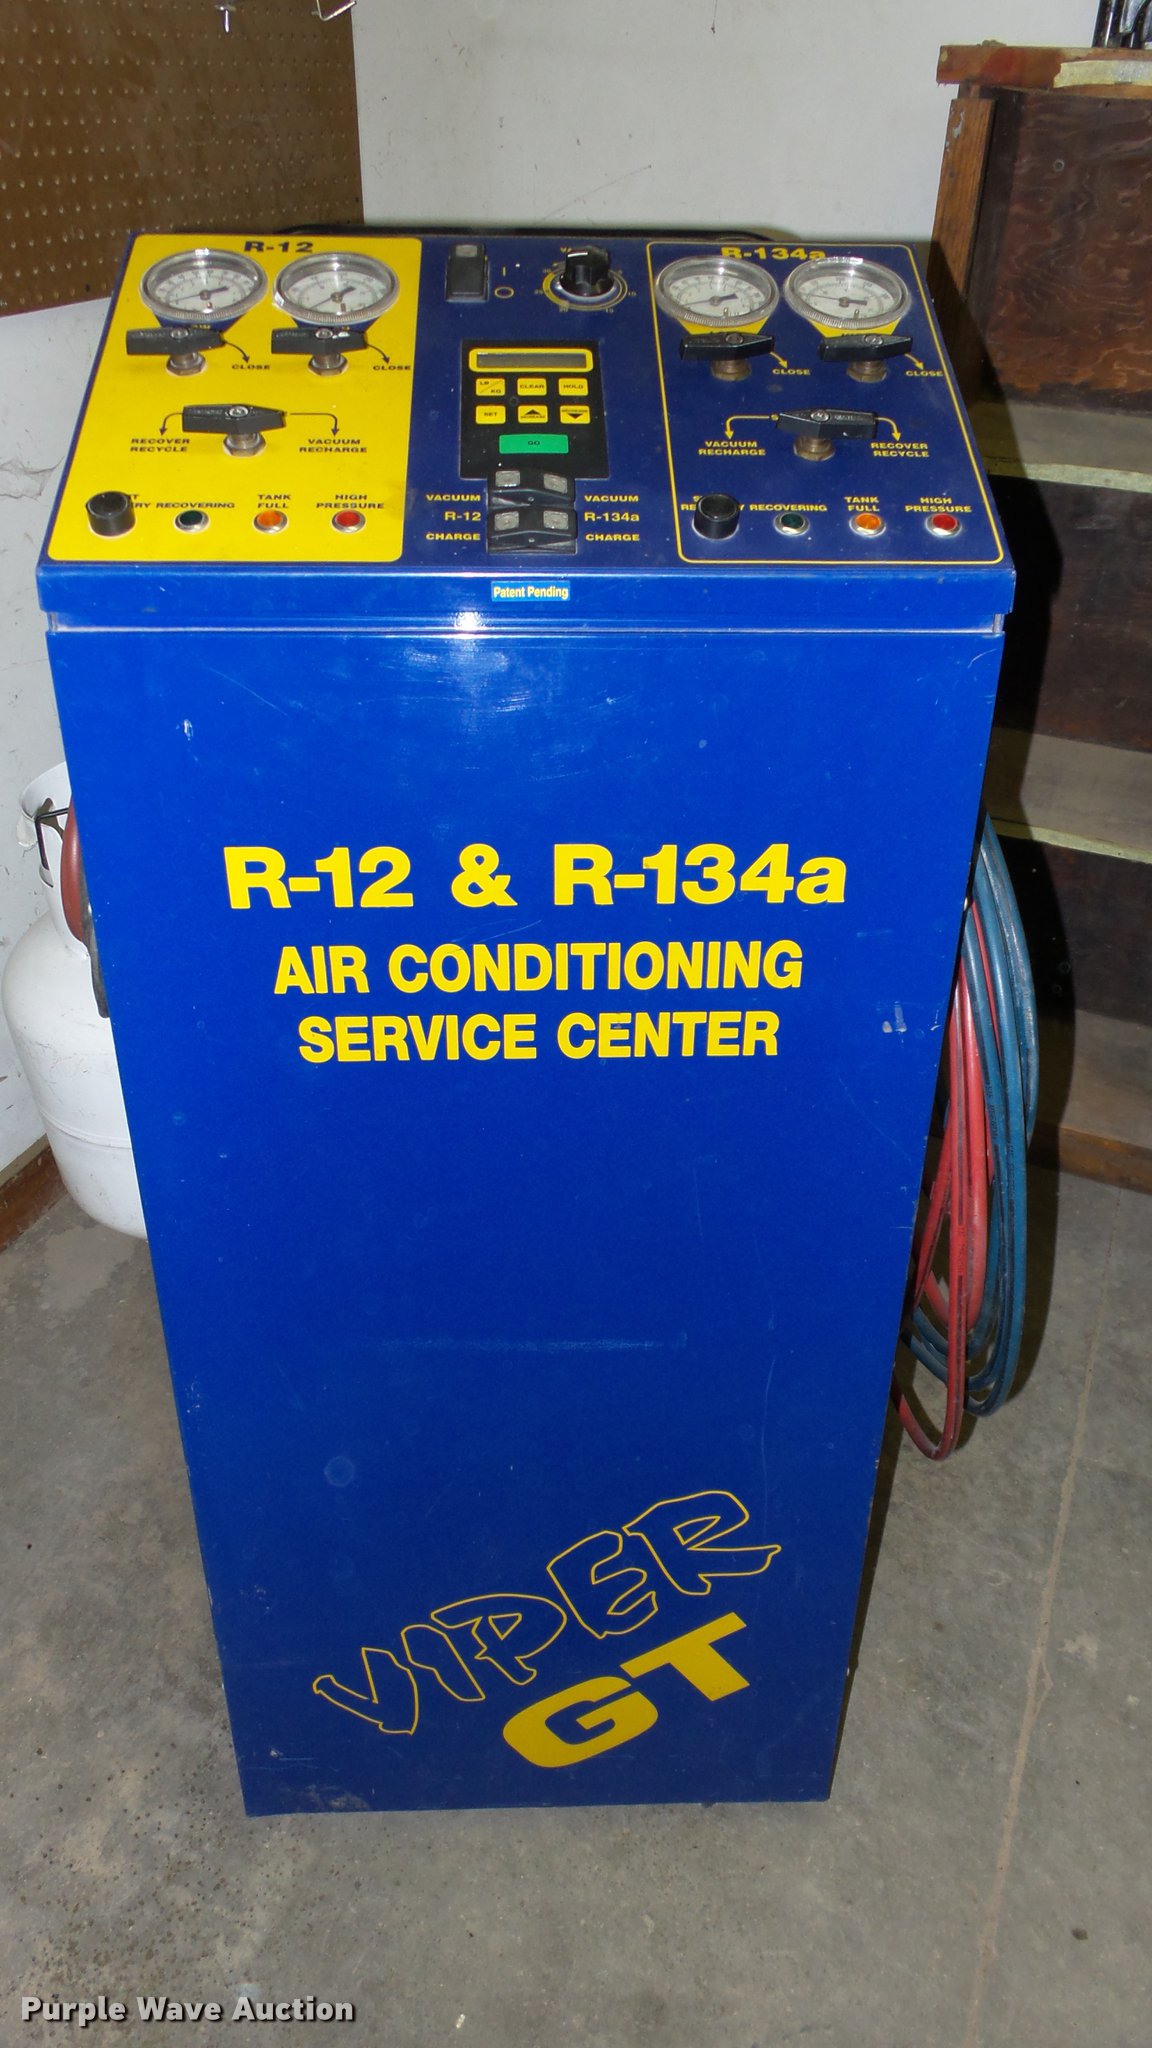 R-12
R-134a
CLOSE
CLOSE
CLOSE
CLOSE
LB
KG
CLEAR
HOLD
SET
GO
RECOVER
RECYCLE
VACUUM
RECHARGE
VACUUM
RECHARGE
RECOVER
RECYCLE
RECOVERING
TANK
FULL
HIGH
PRESSURE
VACUUM
VACUUM
R-12
R-134a
CHARGE
CHARGE
RECOVERING
TANK
FULL
HIGH
PRESSURE
Patent Pending
R-12 & R-134a
AIR CONDITIONING
SERVICE CENTER
VIPER
GT
Purple Wave Auction